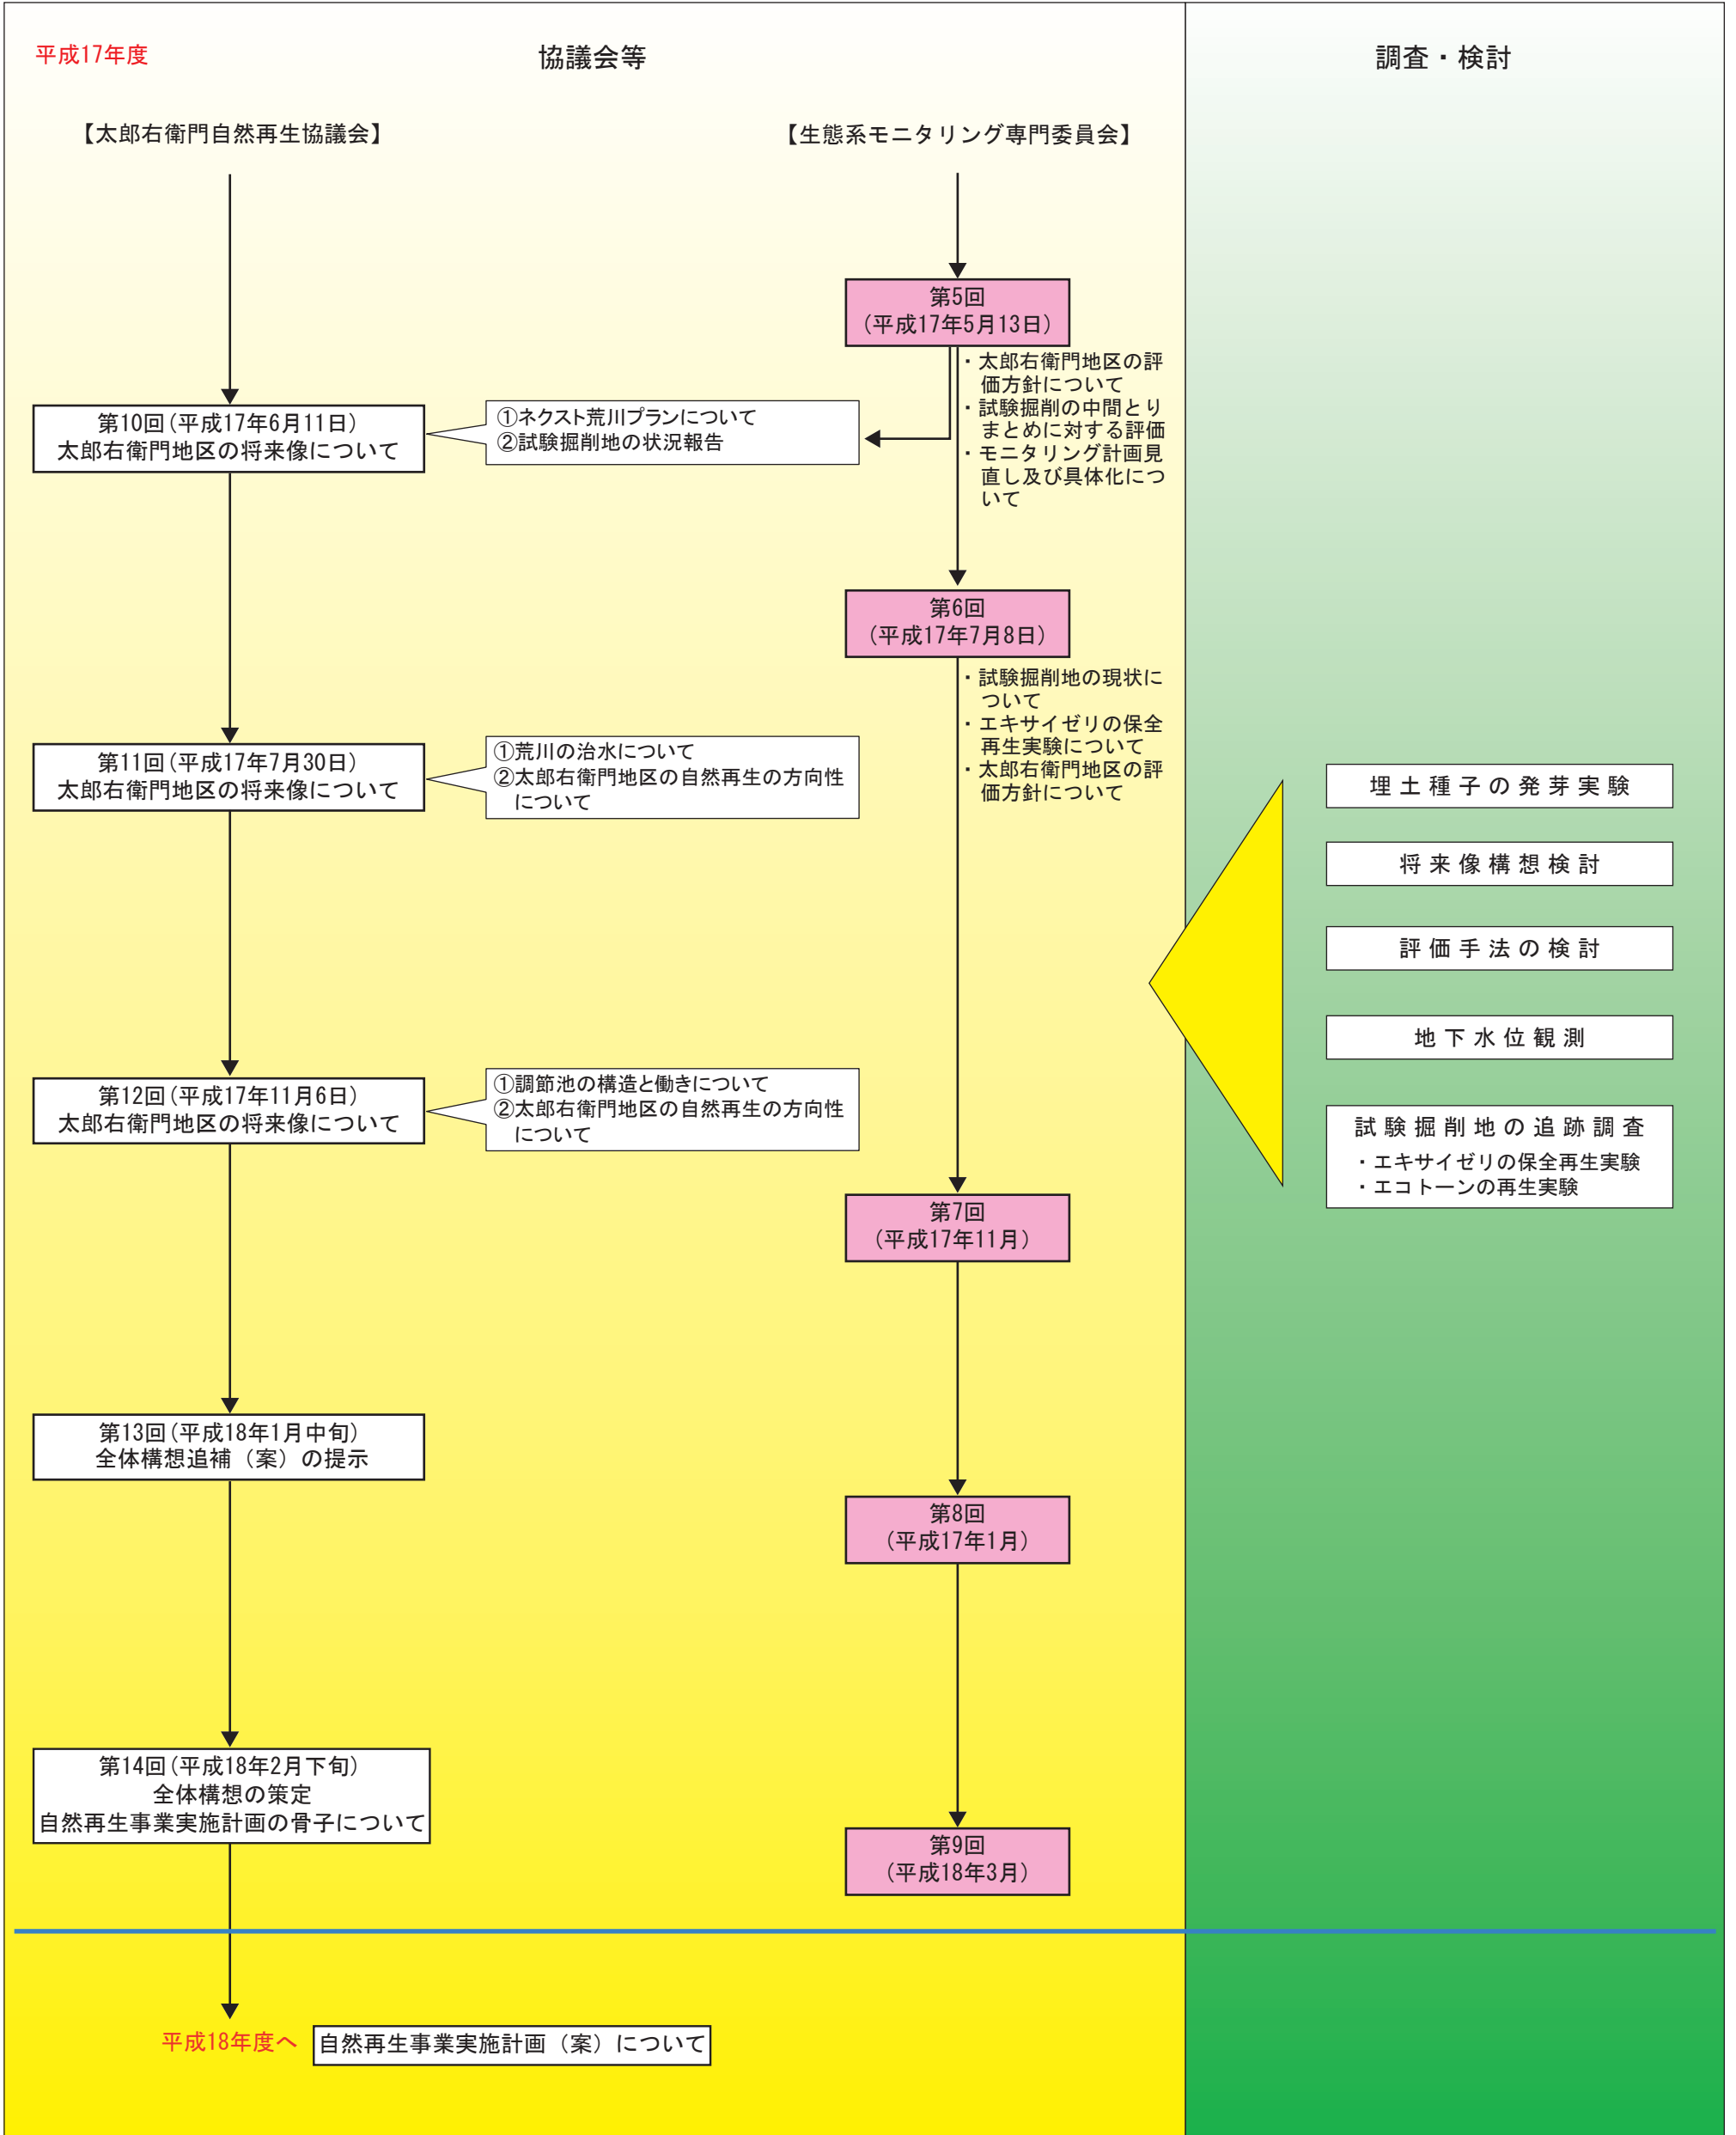 平成17年度
協議会等
調査・検討
【太郎右衛門自然再生協議会】
【生態系モニタリング専門委員会】
第5回
(平成17年5月13日)
・太郎右衛門地区の評
価方針について
・試験掘削の中間とり
まとめに対する評価
・モニタリング計画見
直し及び具体化につ
いて
第10回(平成17年6月11日)
太郎右衛門地区の将来像について
①ネクスト荒川プランについて
②試験掘削地の状況報告
第6回
(平成17年7月8日)
・試験掘削地の現状に
ついて
・エキサイゼリの保全
再生実験について
・太郎右衛門地区の評
価方針について
第11回(平成17年7月30日)
太郎右衛門地区の将来像について
①荒川の治水について
②太郎右衛門地区の自然再生の方向性
について
埋土種子の発芽実験
将来像構想検討
評価手法の検討
地下水位観測
試験掘削地の追跡調査
・エキサイゼリの保全再生実験
・エコトーンの再生実験
第12回(平成17年11月6日)
太郎右衛門地区の将来像について
①調節池の構造と働きについて
②太郎右衛門地区の自然再生の方向性
について
第7回
(平成17年11月)
第13回(平成18年1月中旬)
全体構想追補(案)の提示
第8回
(平成17年1月)
第14回(平成18年2月下旬)
全体構想の策定
自然再生事業実施計画の骨子について
第9回
(平成18年3月)
平成18年度へ
自然再生事業実施計画(案)について